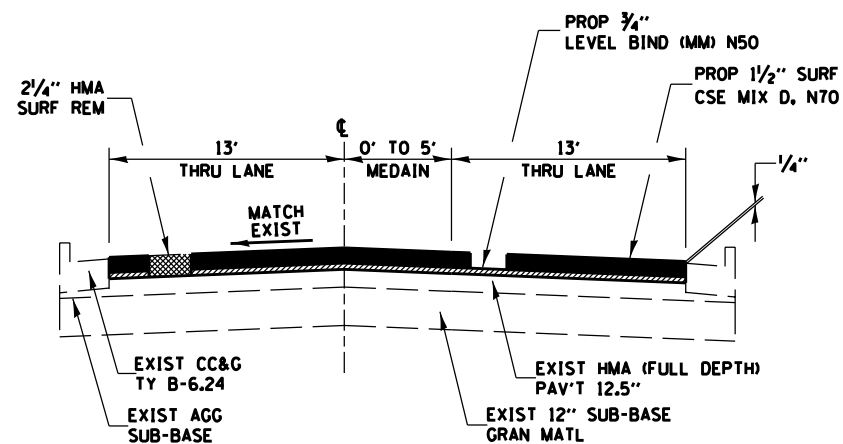 PROP ¾"
LEVEL BIND (MM) N50
2¼" HMA
SURF REM
PROP 1½" SURF
CSE MIX D, N70
℄
13'
0' TO 5'
13'
THRU LANE
MEDAIN
THRU LANE
¼"
MATCH
EXIST
EXIST CC&G
TY B-6.24
EXIST HMA (FULL DEPTH)
PAV'T 12.5"
EXIST AGG
SUB-BASE
EXIST 12" SUB-BASE
GRAN MATL